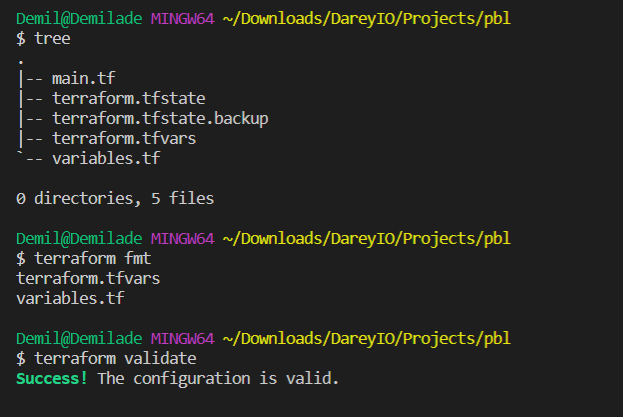 Demil@Demilade MINGW64 ~/Downloads/DareyIO/Projects/pbl
$ tree
.
|-- main.tf
|-- terraform.tfstate
|-- terraform.tfstate.backup
|-- terraform.tfvars
`-- variables.tf
0 directories, 5 files
Demil@Demilade MINGW64 ~/Downloads/DareyIO/Projects/pbl
$ terraform fmt
terraform.tfvars
variables.tf
Demil@Demilade MINGW64 ~/Downloads/DareyIO/Projects/pbl
$ terraform validate
Success! The configuration is valid.